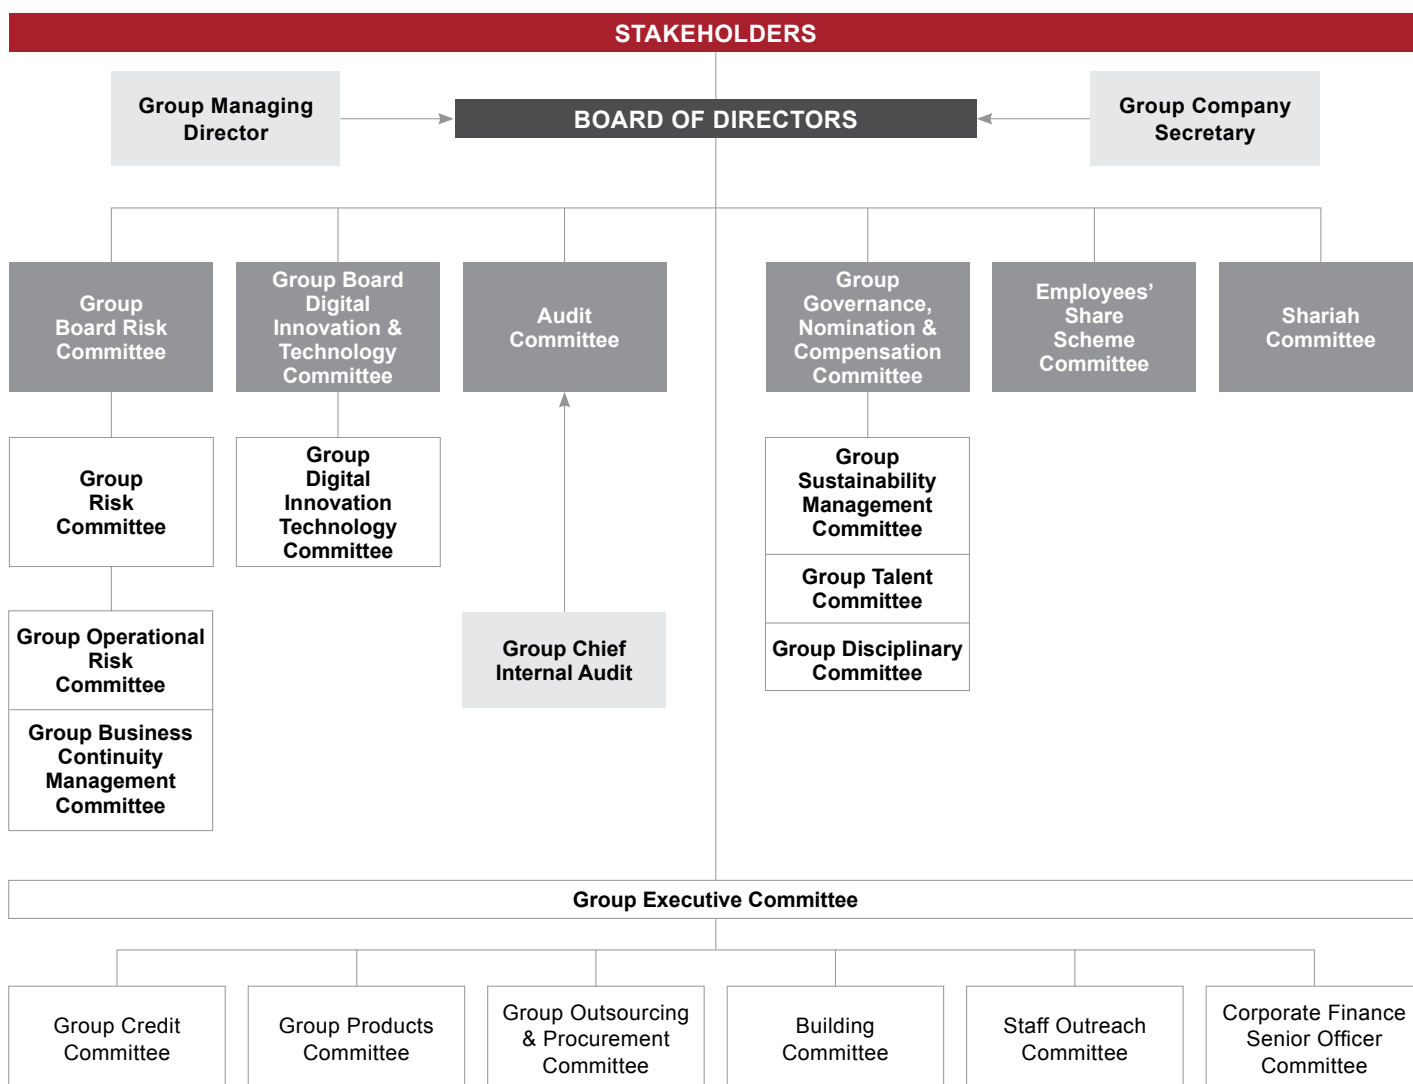 STAKEHOLDERS
Group Managing
Director
BOARD OF DIRECTORS
Group Company
Secretary
Group
Board Risk
Committee
Group Board
Digital
Innovation &
Technology
Committee
Audit
Committee
Group
Governance,
Nomination &
Compensation
Committee
Employees’
Share
Scheme
Committee
Shariah
Committee
Group
Risk
Committee
Group
Digital
Innovation
Technology
Committee
Group
Sustainability
Management
Committee
Group Talent
Committee
Group Disciplinary
Committee
Group Operational
Risk
Committee
Group Business
Continuity
Management
Committee
Group Chief
Internal Audit
Group Executive Committee
Group Credit
Committee
Group Products
Committee
Group Outsourcing
& Procurement
Committee
Building
Committee
Staff Outreach
Committee
Corporate Finance
Senior Officer
Committee